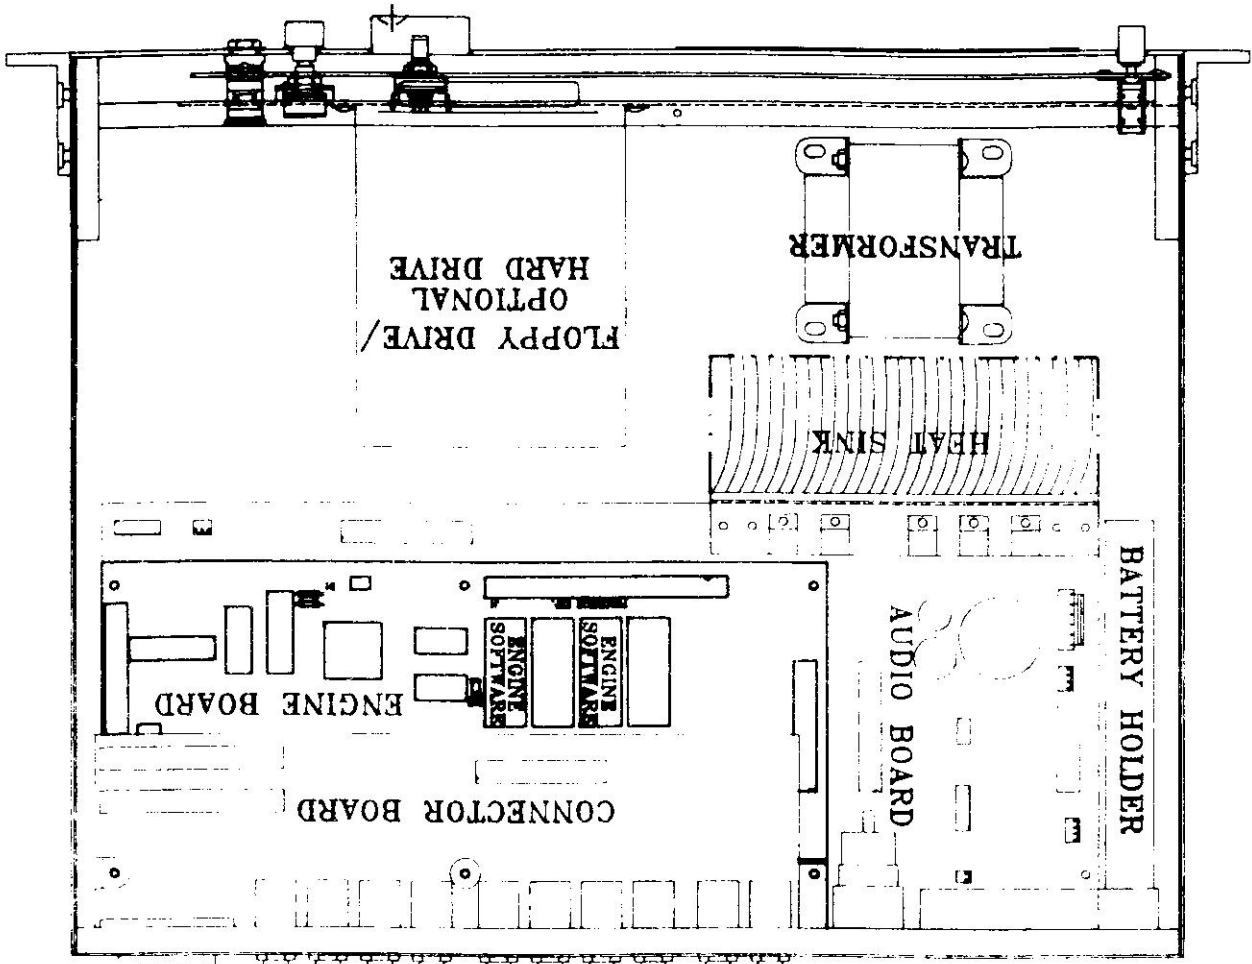 TRANSFORMER
FLOPPY DRIVE/
OPTIONAL
HARD DRIVE
HEAT SINK
BATTERY HOLDER
AUDIO BOARD
ENGINE
SOFTWARE
ENGINE
SOFTWARE
ENGINE BOARD
CONNECTOR BOARD